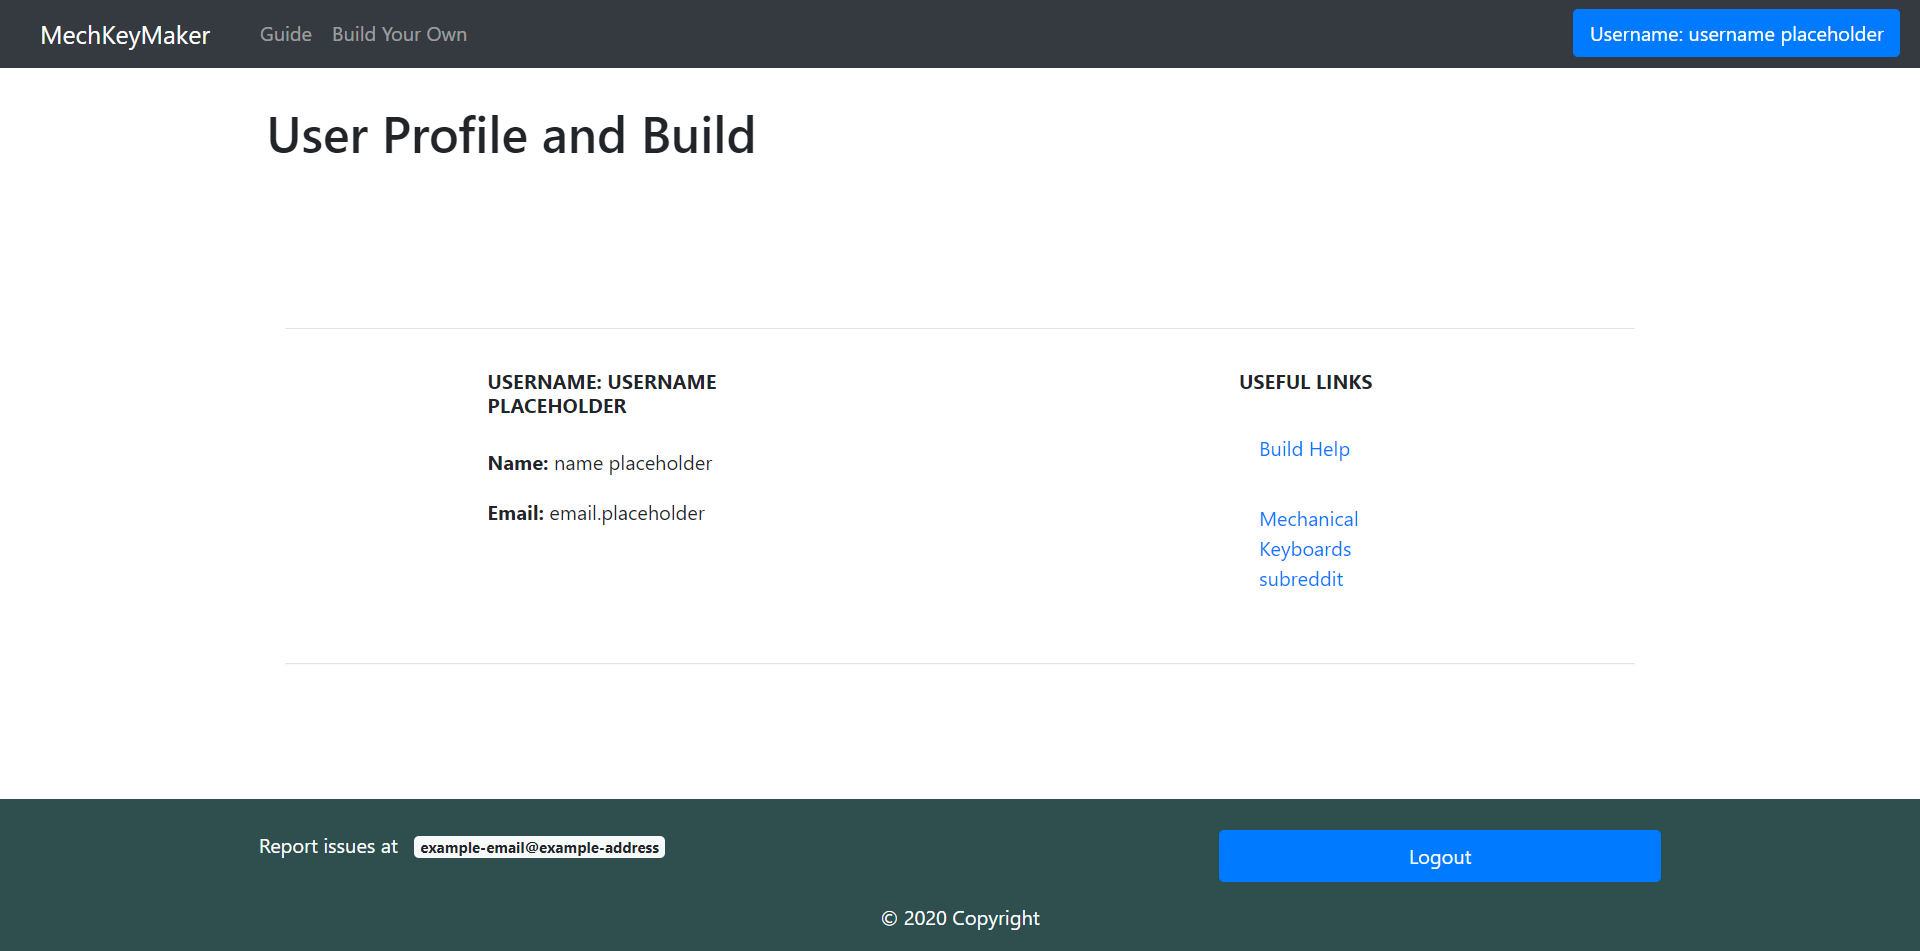 MechKeyMaker Guide Build Your Own Username: username placeholder
User Profile and Build
USERNAME: USERNAME
PLACEHOLDER
Name: name placeholder
Email: email.placeholder
USEFUL LINKS
Build Help
Mechanical
Keyboards
subreddit
Report issues at example-email@example-address
Logout
© 2020 Copyright